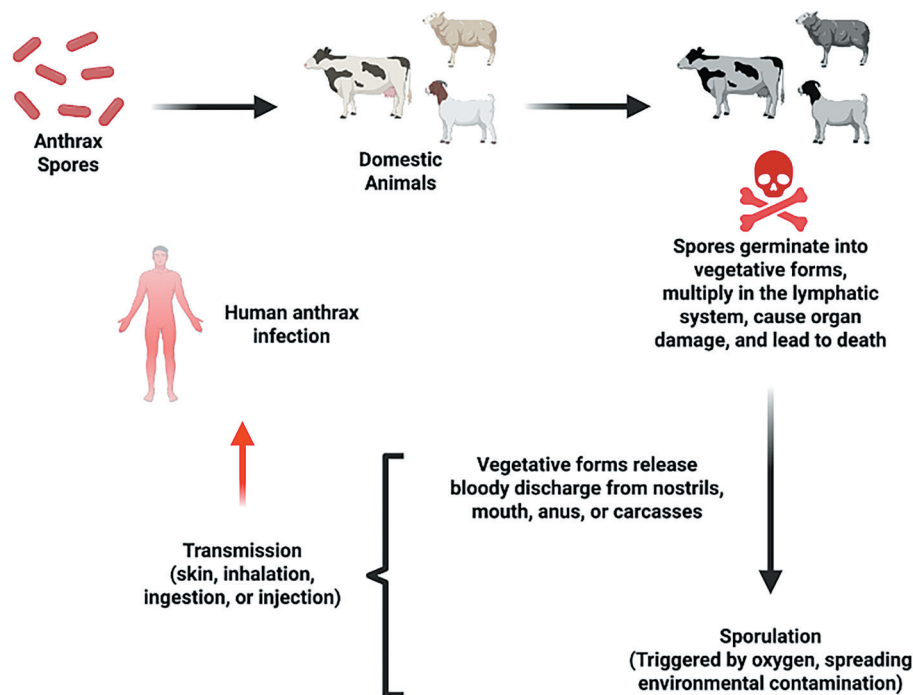 Anthrax
Spores
Domestic
Animals
Spores germinate into
vegetative forms,
multiply in the lymphatic
system, cause organ
damage, and lead to death
Human anthrax
infection
Vegetative forms release
bloody discharge from nostrils,
mouth, anus, or carcasses
Transmission
(skin, inhalation,
ingestion, or injection)
Sporulation
(Triggered by oxygen, spreading
environmental contamination)